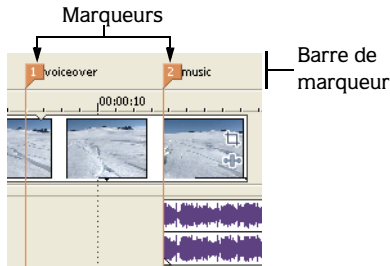 Marqueurs
1 voiceover
2 music
Barre de
marqueur
00:00:10